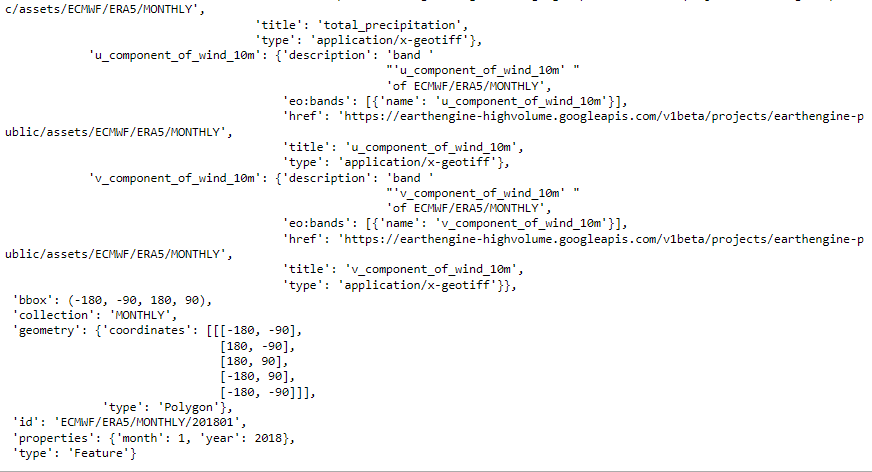 c/assets/ECMWF/ERA5/MONTHLY',
'title': 'total_precipitation',
'type': 'application/x-geotiff'},
'u_component_of_wind_10m': {'description': 'band '
"'u_component_of_wind_10m' "
'of ECMWF/ERA5/MONTHLY',
'eo:bands': [{'name': 'u_component_of_wind_10m'}],
'href': 'https://earthengine-highvolume.googleapis.com/v1beta/projects/earthengine-p
ublic/assets/ECMWF/ERA5/MONTHLY',
'title': 'u_component_of_wind_10m',
'type': 'application/x-geotiff'},
'v_component_of_wind_10m': {'description': 'band '
"'v_component_of_wind_10m' "
'of ECMWF/ERA5/MONTHLY',
'eo:bands': [{'name': 'v_component_of_wind_10m'}],
'href': 'https://earthengine-highvolume.googleapis.com/v1beta/projects/earthengine-p
ublic/assets/ECMWF/ERA5/MONTHLY',
'title': 'v_component_of_wind_10m',
'type': 'application/x-geotiff'}},
'bbox': (-180, -90, 180, 90),
'collection': 'MONTHLY',
'geometry': {'coordinates': [[[-180, -90],
[180, -90],
[180, 90],
[-180, 90],
[-180, -90]]],
'type': 'Polygon'},
'id': 'ECMWF/ERA5/MONTHLY/201801',
'properties': {'month': 1, 'year': 2018},
'type': 'Feature'}